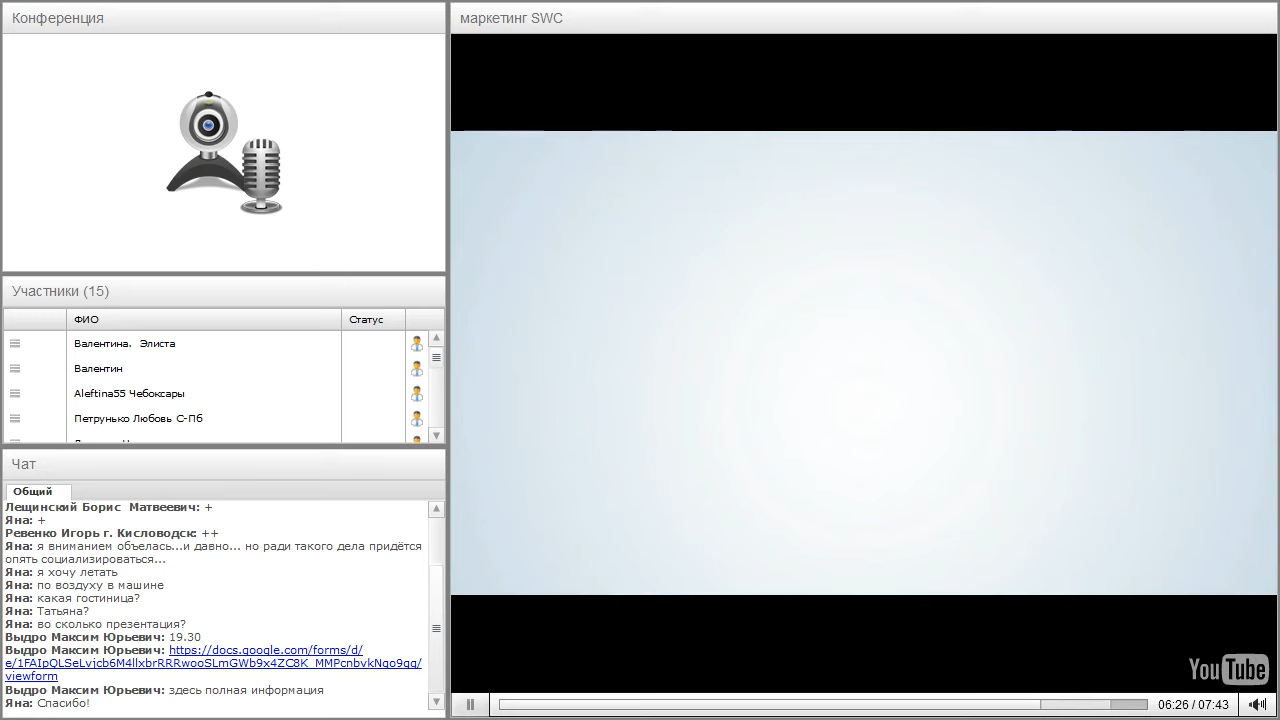 Конференция
маркетинг SWC
Участники (15)
ФИО
Статус
Валентина. Элиста
Валентин
Aleftina55 Чебоксары
Петрунько Любовь С-Пб
Чат
Общий
Лещинский Борис Матвеевич: +
Яна: +
Ревенко Игорь г. Кисловодск: ++
Яна: я вниманием объелась...и давно... но ради такого дела придётся
опять социализироваться...
Яна: я хочу летать
Яна: по воздуху в машине
Яна: какая гостиница?
Яна: Татьяна?
Яна: во сколько презентация?
Выдро Максим Юрьевич: 19.30
Выдро Максим Юрьевич: https://docs.google.com/forms/d/
e/1FAIpQLSeLvjcb6M4llxbrRRRwooSLmGWb9x4ZC8K_MMPcnbvkNgo9qg/
viewform
Выдро Максим Юрьевич: здесь полная информация
Яна: Спасибо!
YouTube
06:26 / 07:43